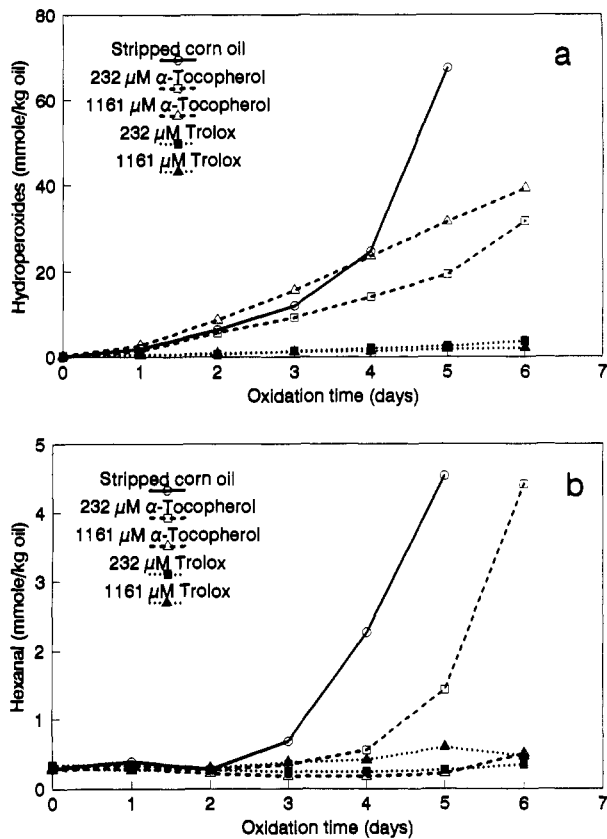 a
80
60
40
20
0
Hydroperoxides (mmole/kg oil)
Stripped corn oil
232 µM α-Tocopherol
1161 µM α-Tocopherol
232 µM Trolox
1161 µM Trolox
0 1 2 3 4 5 6 7
Oxidation time (days)
b
5
4
3
2
1
0
Hexanal (mmole/kg oil)
Stripped corn oil
232 µM α-Tocopherol
1161 µM α-Tocopherol
232 µM Trolox
1161 µM Trolox
0 1 2 3 4 5 6 7
Oxidation time (days)